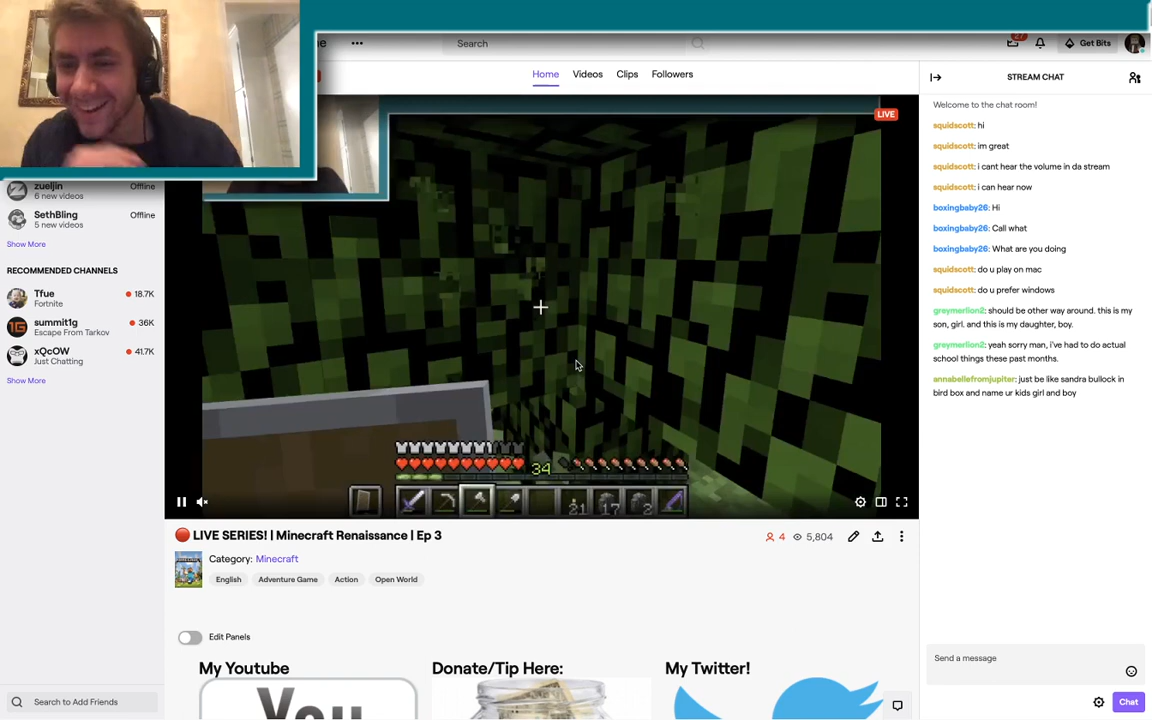 Search
27
Get Bits
Home Videos Clips Followers
STREAM CHAT
LIVE
Welcome to the chat room!
squidscott: hi
squidscott: im great
squidscott: i cant hear the volume in da stream
squidscott: i can hear now
boxingbaby26: Hi
boxingbaby26: Call what
boxingbaby26: What are you doing
squidscott: do u play on mac
squidscott: do u prefer windows
greymerlion2: should be other way around. this is my
son, girl. and this is my daughter, boy.
greymerlion2: yeah sorry man, i've had to do actual
school things these past months.
annabellefromjupiter: just be like sandra bullock in
bird box and name ur kids girl and boy
zueljin Offline
6 new videos
SethBling Offline
5 new videos
Show More
RECOMMENDED CHANNELS
Tfue 18.7K
Fortnite
summit1g 36K
Escape From Tarkov
xQcOW 41.7K
Just Chatting
Show More
34
21 17 2
LIVE SERIES! | Minecraft Renaissance | Ep 3
4 5,804
Category: Minecraft
English Adventure Game Action Open World
Edit Panels
My Youtube Donate/Tip Here: My Twitter!
You
Send a message
Search to Add Friends
Chat